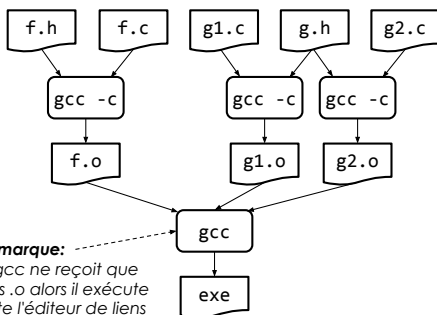 f.h f.c g1.c g.h g2.c
gcc -c gcc -c gcc -c
f.o g1.o g2.o
gcc
marque:
gcc ne reçoit que
s .o alors il exécute
te l'éditeur de liens
exe